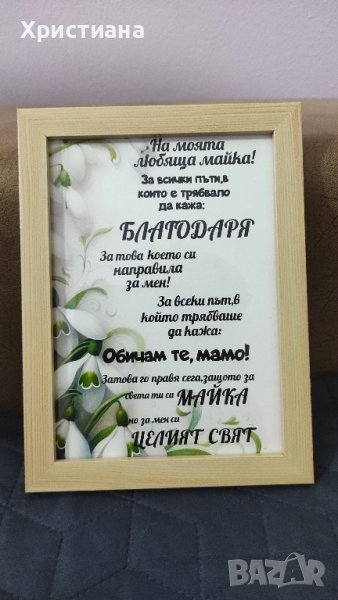 Христиана
На моята
любяща майка!
За всички пъти,в
които е трябвало
да кажа:
БЛАГОДАРЯ
За това което си
направила
за мен!
За всеки път,в
който трябваше
да кажа:
Обичам те, мамо!
Затова го правя сега,защото за
света ти си МАЙКА
но за мен си
ЦЕЛИЯТ СВЯТ
BAZAR